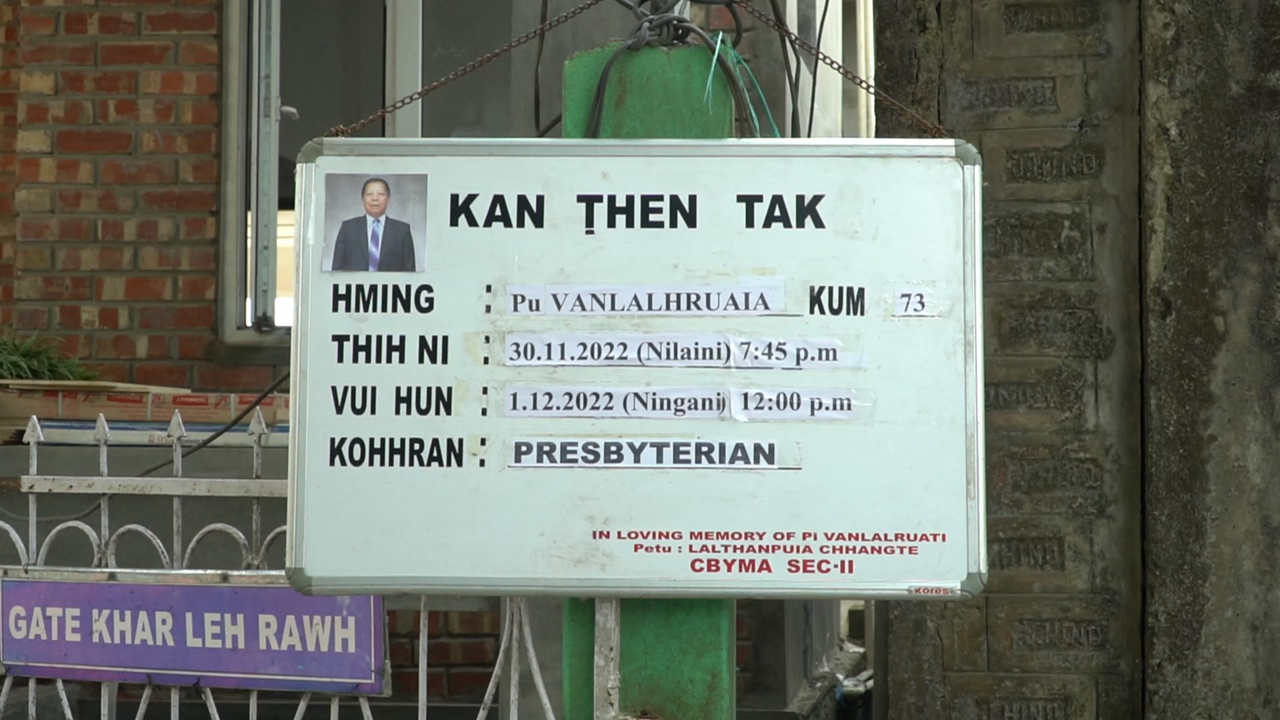 KAN ṬHEN TAK
HMING : Pu VANLALHRUAIA KUM 73
THIH NI : 30.11.2022 (Nilaini) 7:45 p.m
VUI HUN : 1.12.2022 (Ningani) 12:00 p.m
KOHHRAN : PRESBYTERIAN
IN LOVING MEMORY OF PI VANLALRUATI
Petu : LALTHANPUIA CHHANGTE
CBYMA SEC-II
kores
GATE KHAR LEH RAWH